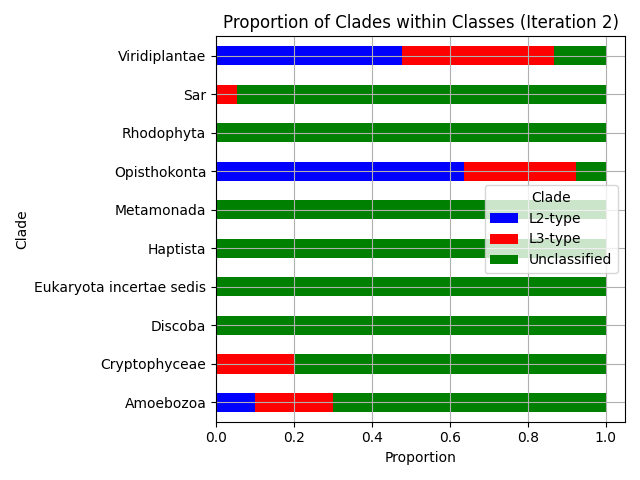 Proportion of Clades within Classes (Iteration 2)
Viridiplantae
Sar
Rhodophyta
Opisthokonta
Metamonada
Haptista
Eukaryota incertae sedis
Discoba
Cryptophyceae
Amoebozoa
Clade
Clade
L2-type
L3-type
Unclassified
0.0 0.2 0.4 0.6 0.8 1.0
Proportion